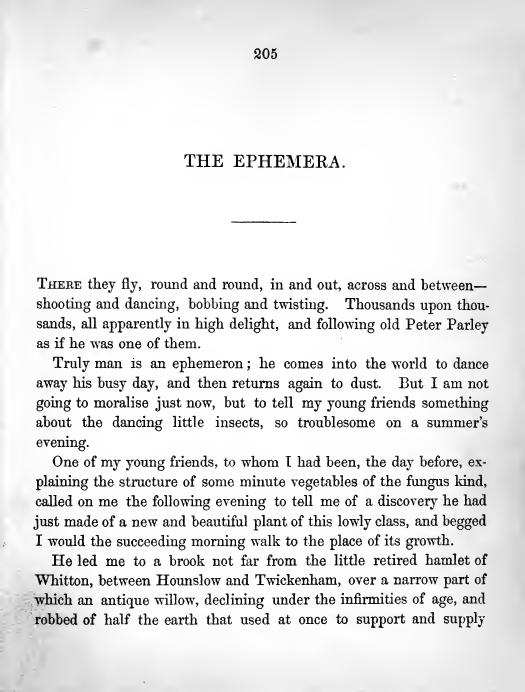 205
THE EPHEMERA.
THERE they fly, round and round, in and out, across and between—
shooting and dancing, bobbing and twisting. Thousands upon thou-
sands, all apparently in high delight, and following old Peter Parley
as if he was one of them.
Truly man is an ephemeron; he comes into the world to dance
away his busy day, and then returns again to dust. But I am not
going to moralise just now, but to tell my young friends something
about the dancing little insects, so troublesome on a summer's
evening.
One of my young friends, to whom I had been, the day before, ex-
plaining the structure of some minute vegetables of the fungus kind,
called on me the following evening to tell me of a discovery he had
just made of a new and beautiful plant of this lowly class, and begged
I would the succeeding morning walk to the place of its growth.
He led me to a brook not far from the little retired hamlet of
Whitton, between Hounslow and Twickenham, over a narrow part of
which an antique willow, declining under the infirmities of age, and
robbed of half the earth that used at once to support and supply